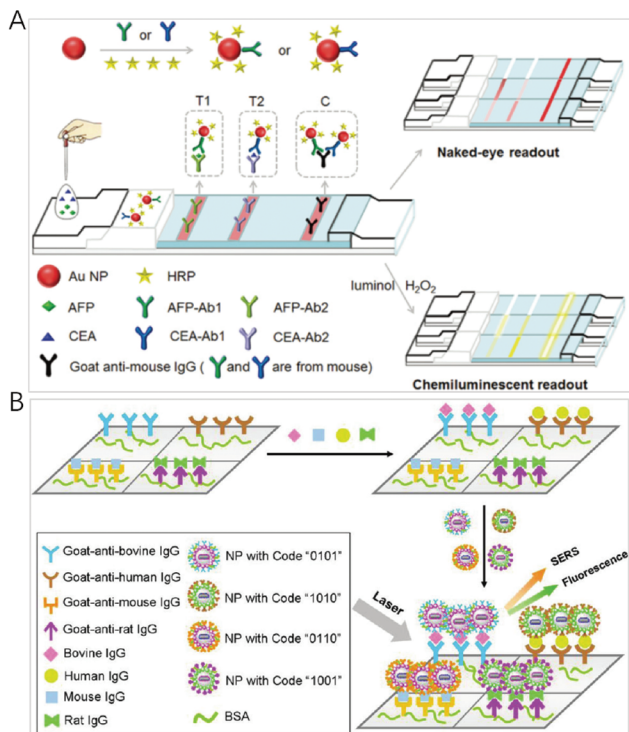 A
or
or
T1
T2
C
Naked-eye readout
Au NP
HRP
AFP
AFP-Ab1
AFP-Ab2
CEA
CEA-Ab1
CEA-Ab2
Goat anti-mouse IgG ( and are from mouse)
luminol H₂O₂
Chemiluminescent readout
B
Goat-anti-bovine IgG
Goat-anti-human IgG
Goat-anti-mouse IgG
Goat-anti-rat IgG
Bovine IgG
Human IgG
Mouse IgG
Rat IgG
NP with Code "0101"
NP with Code "1010"
NP with Code "0110"
NP with Code "1001"
BSA
Laser
SERS
Fluorescence